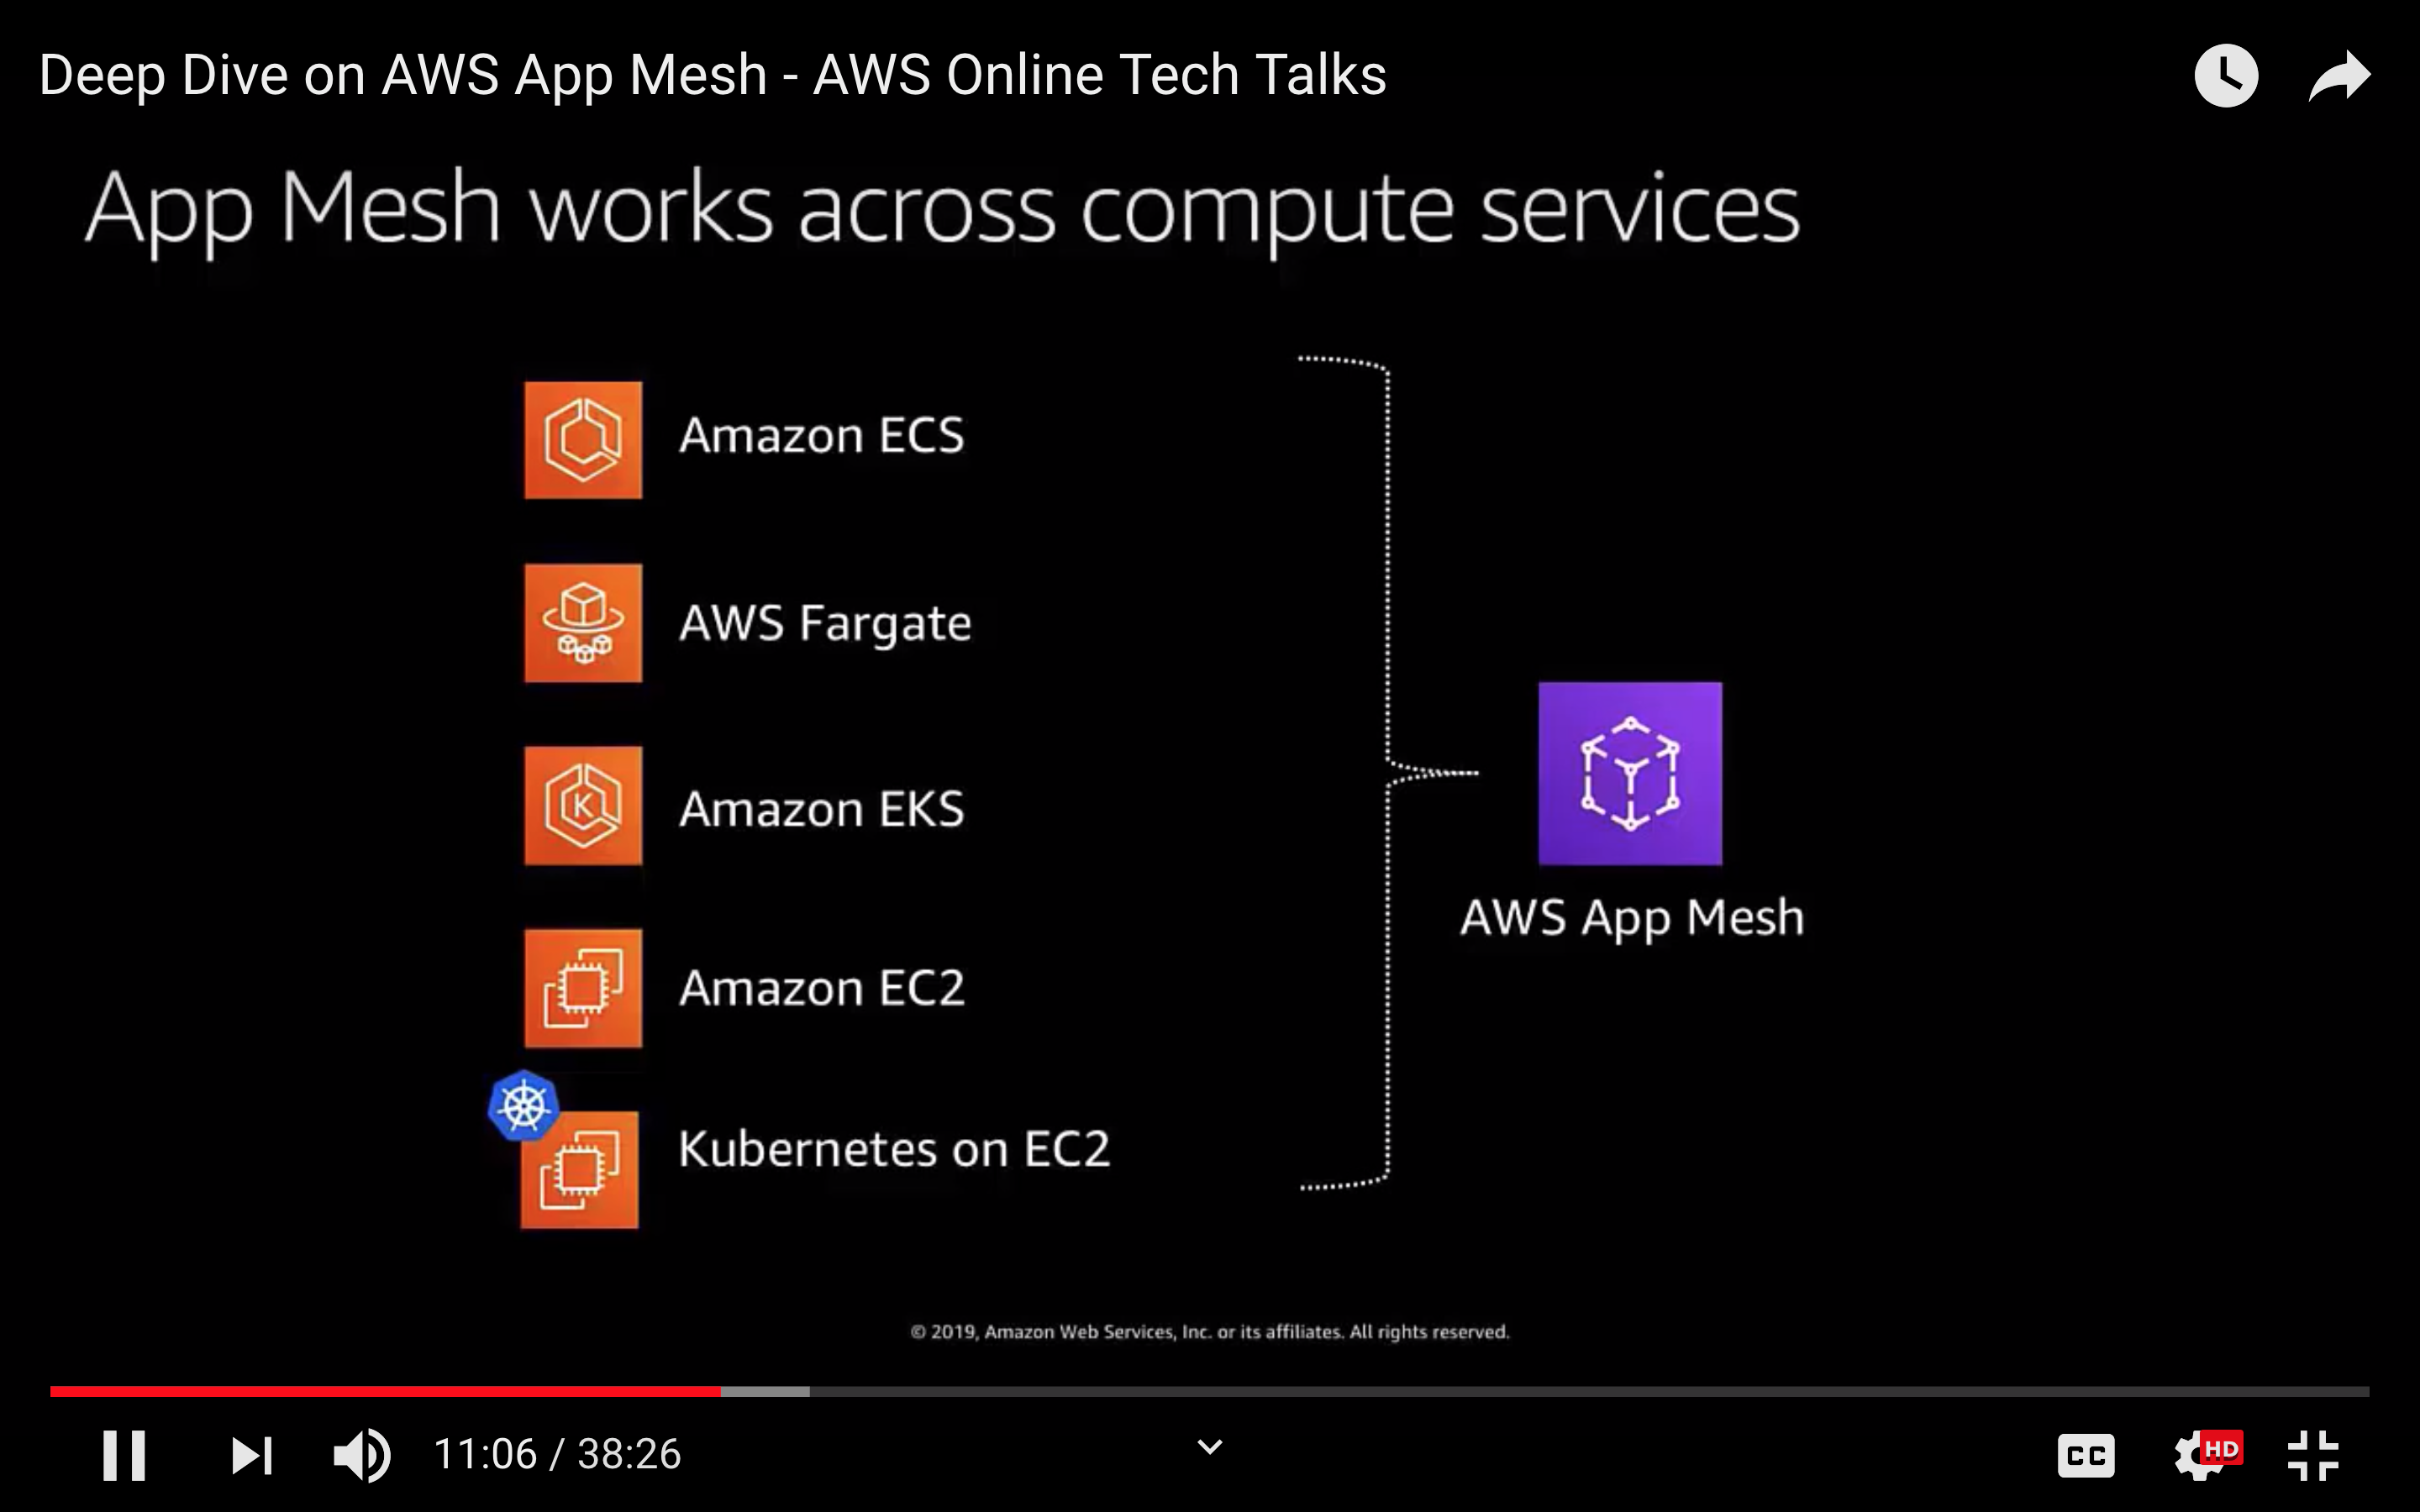 Deep Dive on AWS App Mesh - AWS Online Tech Talks
App Mesh works across compute services
Amazon ECS
AWS Fargate
K
Amazon EKS
Amazon EC2
Kubernetes on EC2
AWS App Mesh
© 2019, Amazon Web Services, Inc. or its affiliates. All rights reserved.
11:06 / 38:26
CC
HD